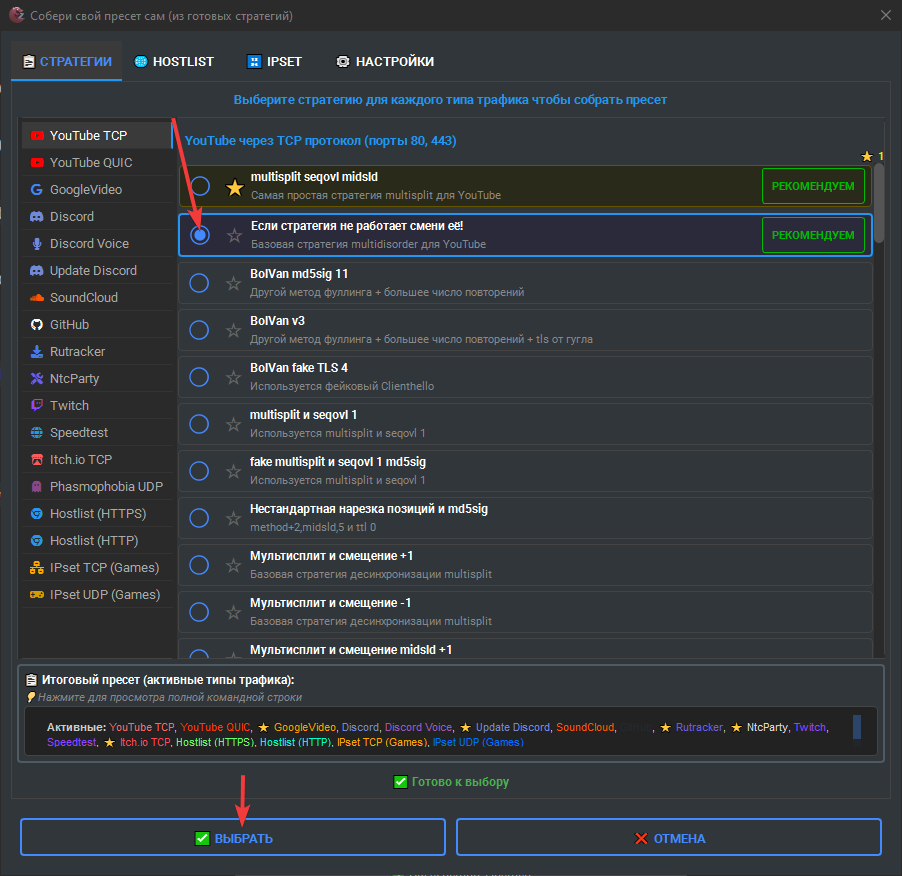 Собери свой пресет сам (из готовых стратегий)
СТРАТЕГИИ HOSTLIST IPSET НАСТРОЙКИ
Выберите стратегию для каждого типа трафика чтобы собрать пресет
YouTube TCP
YouTube QUIC
GoogleVideo
Discord
Discord Voice
Update Discord
SoundCloud
GitHub
Rutracker
NtcParty
Twitch
Speedtest
Itch.io TCP
Phasmophobia UDP
Hostlist (HTTPS)
Hostlist (HTTP)
IPset TCP (Games)
IPset UDP (Games)
YouTube через TCP протокол (порты 80, 443)
1
multisplit seqovl midsld
Самая простая стратегия multisplit для YouTube
РЕКОМЕНДУЕМ
Если стратегия не работает смени её!
Базовая стратегия multidisorder для YouTube
РЕКОМЕНДУЕМ
BolVan md5sig 11
Другой метод фуллинга + большее число повторений
BolVan v3
Другой метод фуллинга + большее число повторений + tls от гугла
BolVan fake TLS 4
Используется фейковый Clienthello
multisplit и seqovl 1
Используется multisplit и seqovl 1
fake multisplit и seqovl 1 md5sig
Используется multisplit и seqovl 1
Нестандартная нарезка позиций и md5sig
method+2,midsld,5 и ttl 0
Мультисплит и смещение +1
Базовая стратегия десинхронизации multisplit
Мультисплит и смещение -1
Базовая стратегия десинхронизации multisplit
Мультисплит и смещение midsld +1
Итоговый пресет (активные типы трафика):
Нажмите для просмотра полной командной строки
Активные: YouTube TCP, YouTube QUIC, ★ GoogleVideo, Discord, Discord Voice, ★ Update Discord, SoundCloud, ★ Rutracker, ★ NtcParty, Twitch,
Speedtest, ★ Itch.io TCP, Hostlist (HTTPS), Hostlist (HTTP), IPset TCP (Games), IPset UDP (Games)
Готово к выбору
ВЫБРАТЬ
ОТМЕНА